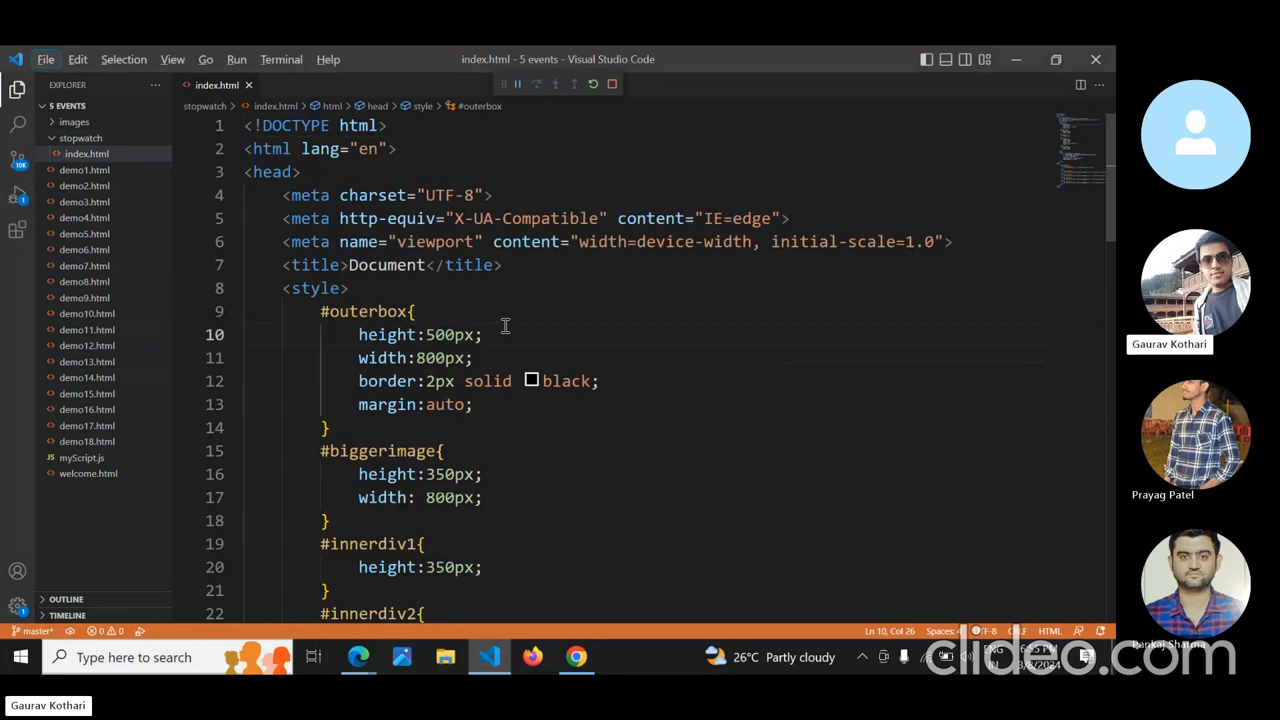 File Edit Selection View Go Run Terminal Help
index.html - 5 events - Visual Studio Code
EXPLORER
5 EVENTS
images
stopwatch
index.html
demo1.html
demo2.html
demo3.html
demo4.html
demo5.html
demo6.html
demo7.html
demo8.html
demo9.html
demo10.html
demo11.html
demo12.html
demo13.html
demo14.html
demo15.html
demo16.html
demo17.html
demo18.html
myScript.js
welcome.html
OUTLINE
TIMELINE
10K
1
1
index.html
stopwatch > index.html > html > head > style > #outerbox
1 <!DOCTYPE html>
2 <html lang="en">
3 <head>
4 <meta charset="UTF-8">
5 <meta http-equiv="X-UA-Compatible" content="IE=edge">
6 <meta name="viewport" content="width=device-width, initial-scale=1.0">
7 <title>Document</title>
8 <style>
9 #outerbox{
10 height:500px;
11 width:800px;
12 border:2px solid black;
13 margin:auto;
14 }
15 #biggerimage{
16 height:350px;
17 width: 800px;
18 }
19 #innerdiv1{
20 height:350px;
21 }
22 #innerdiv2{
master* 0 0
Ln 10, Col 26 Spaces: CRLF HTML
Type here to search
26°C Partly cloudy
ENG
IN
Gaurav Kothari
Prayag Patel
Pankaj Sharma
clideo.com
Gaurav Kothari